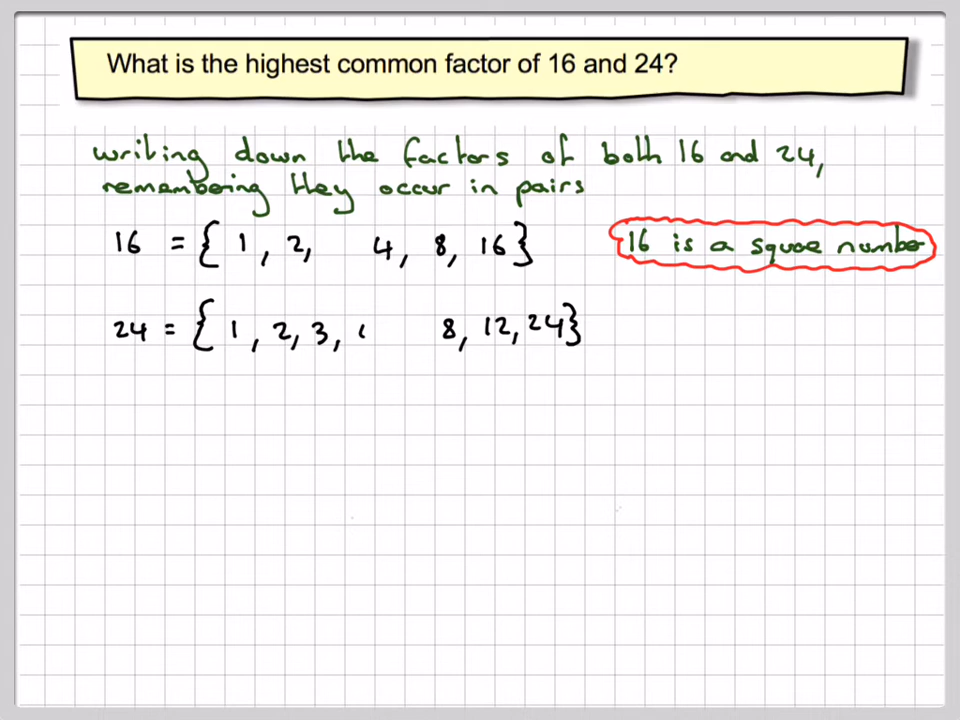 What is the highest common factor of 16 and 24?
writing down the factors of both 16 and 24,
remembering they occur in pairs
16 = { 1 , 2, 4, 8, 16 }
16 is a square number
24 = { 1 , 2, 3, 8, 12, 24 }